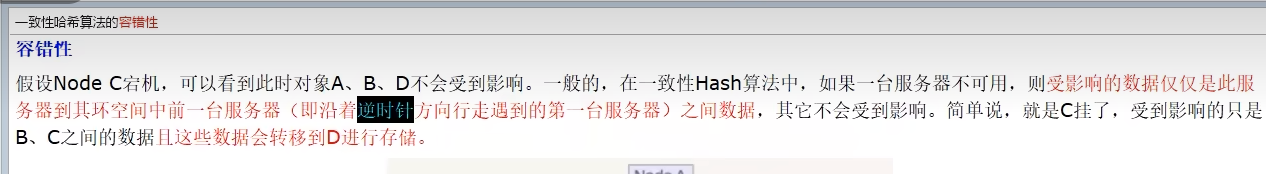 一致性哈希算法的容错性
容错性
假设Node C宕机，可以看到此时对象A、B、D不会受到影响。一般的，在一致性Hash算法中，如果一台服务器不可用，则受影响的数据仅仅是此服
务器到其环空间中前一台服务器（即沿着逆时针方向行走遇到的第一台服务器）之间数据，其它不会受到影响。简单说，就是C挂了，受到影响的只是
B、C之间的数据且这些数据会转移到D进行存储。
Node A